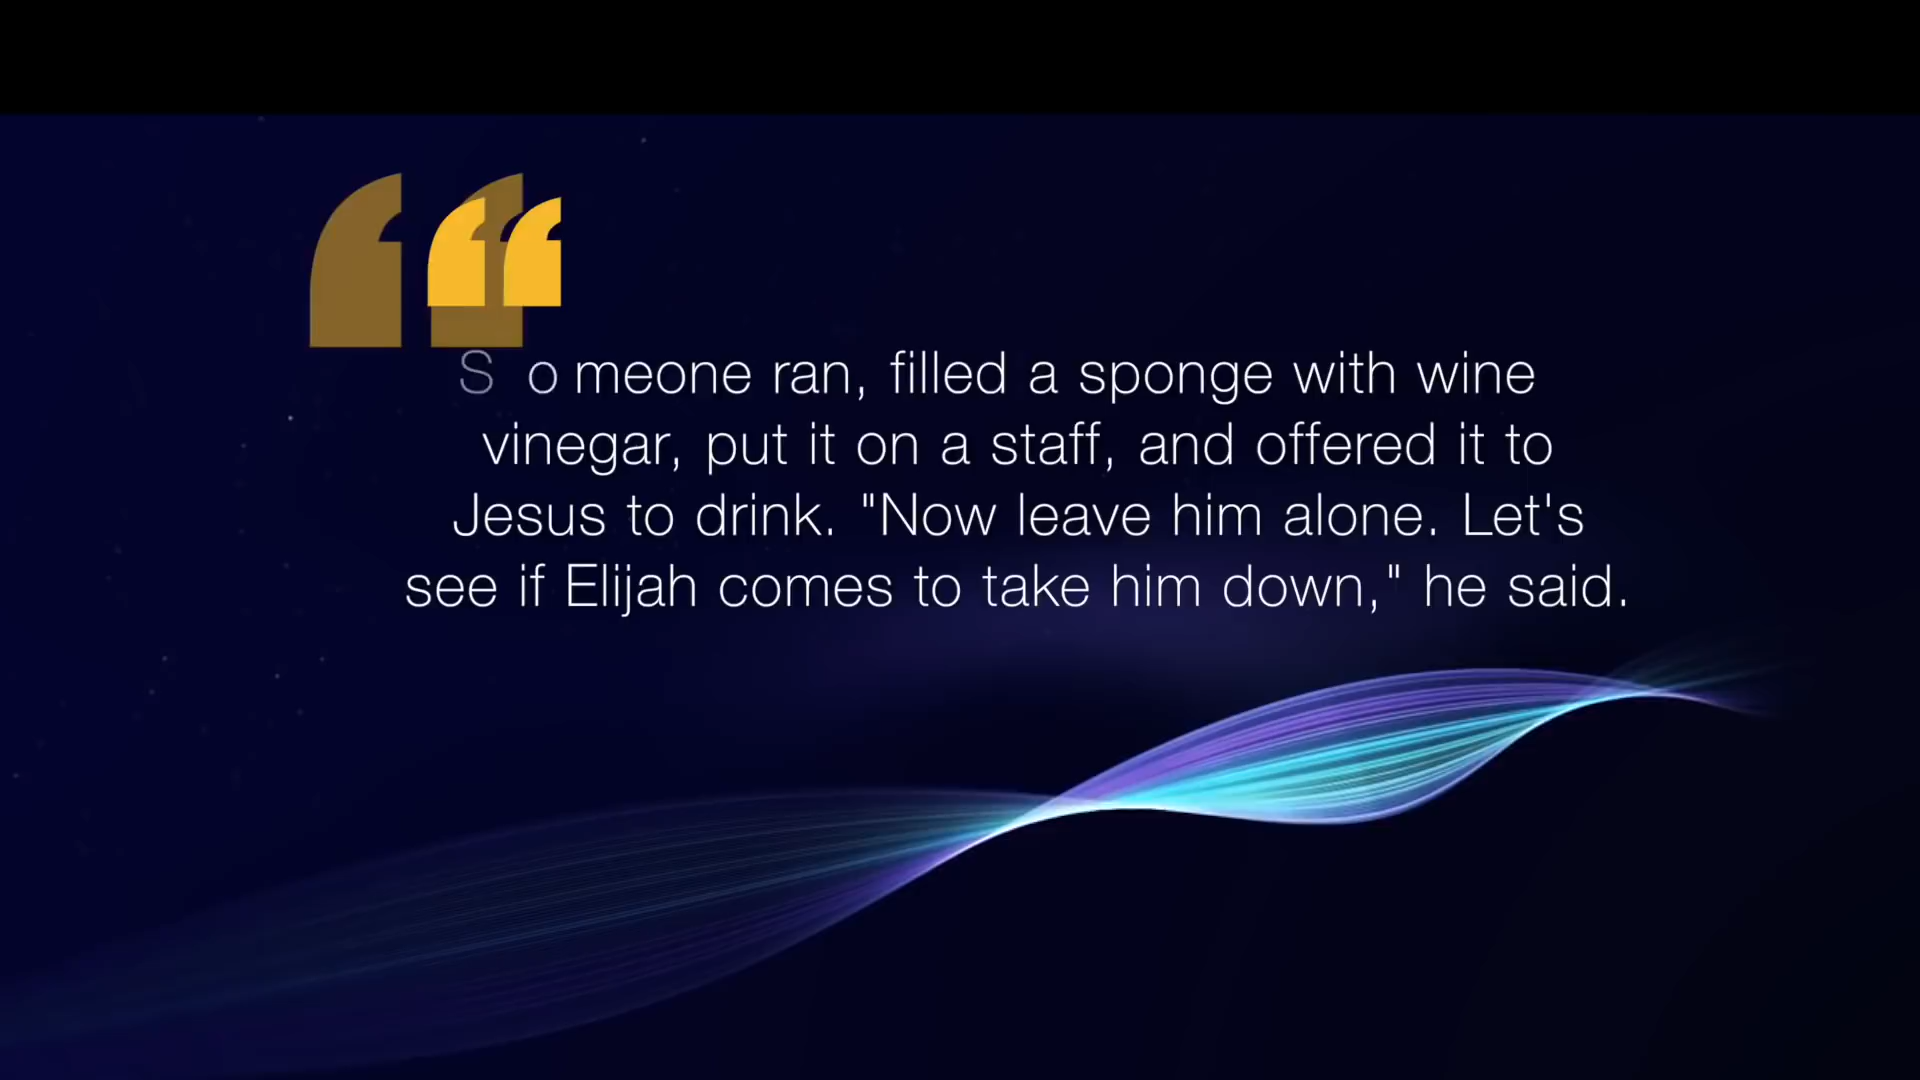 Someone ran, filled a sponge with wine
vinegar, put it on a staff, and offered it to
Jesus to drink. "Now leave him alone. Let's
see if Elijah comes to take him down," he said.